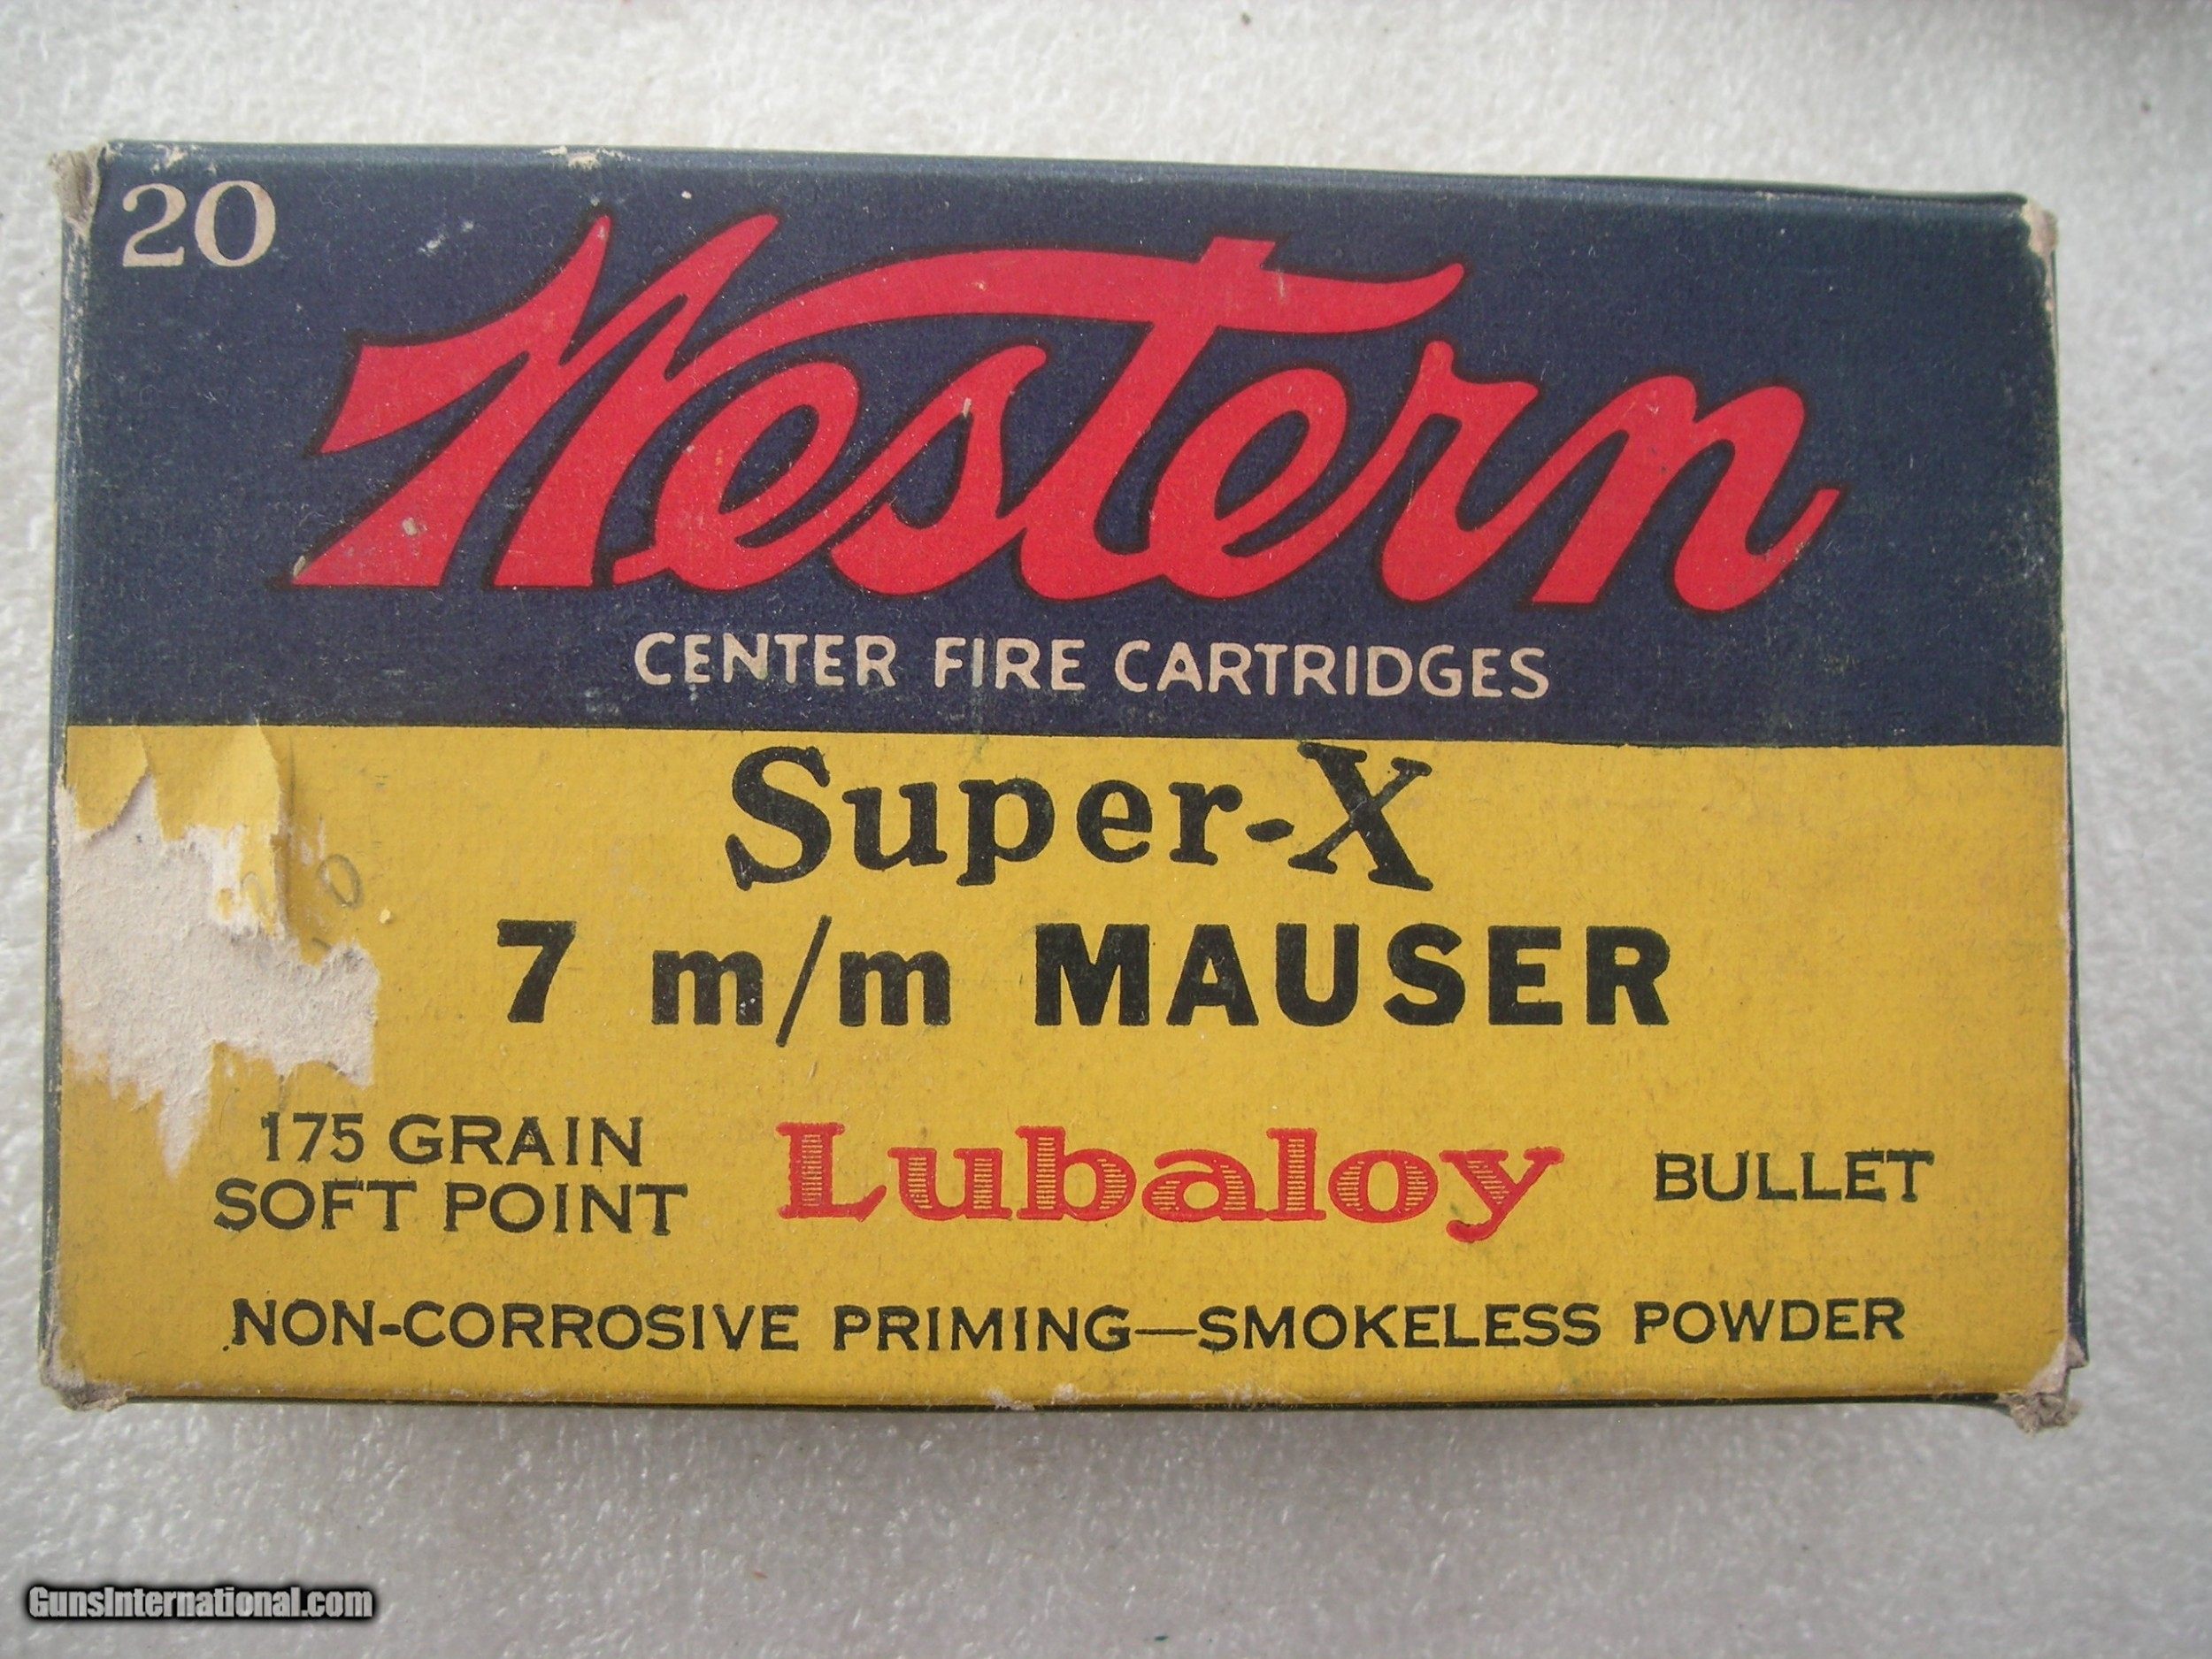 20
Western
CENTER FIRE CARTRIDGES
Super-X
7 m/m MAUSER
175 GRAIN
SOFT POINT
Lubaloy
BULLET
NON-CORROSIVE PRIMING—SMOKELESS POWDER
GunsInternational.com